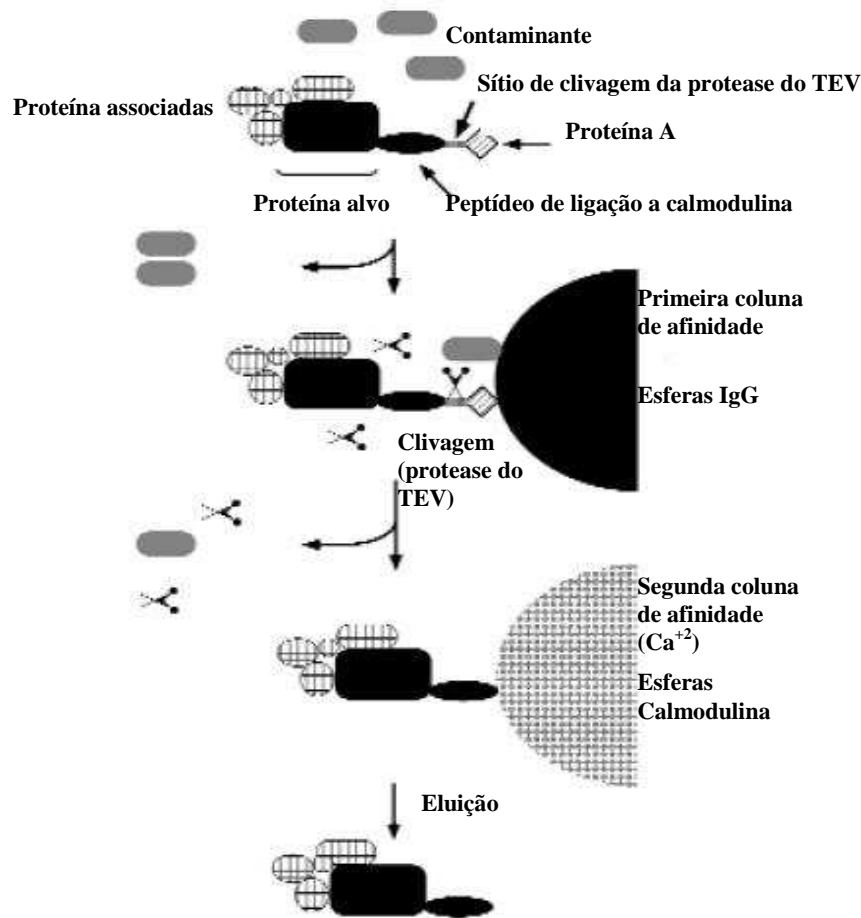 Contaminante
Sítio de clivagem da protease do TEV
Proteína associadas
Proteína A
Proteína alvo
Peptídeo de ligação a calmodulina
Primeira coluna
de afinidade
Esferas IgG
Clivagem
(protease do
TEV)
Segunda coluna
de afinidade
(Ca+2)
Esferas
Calmodulina
Eluição